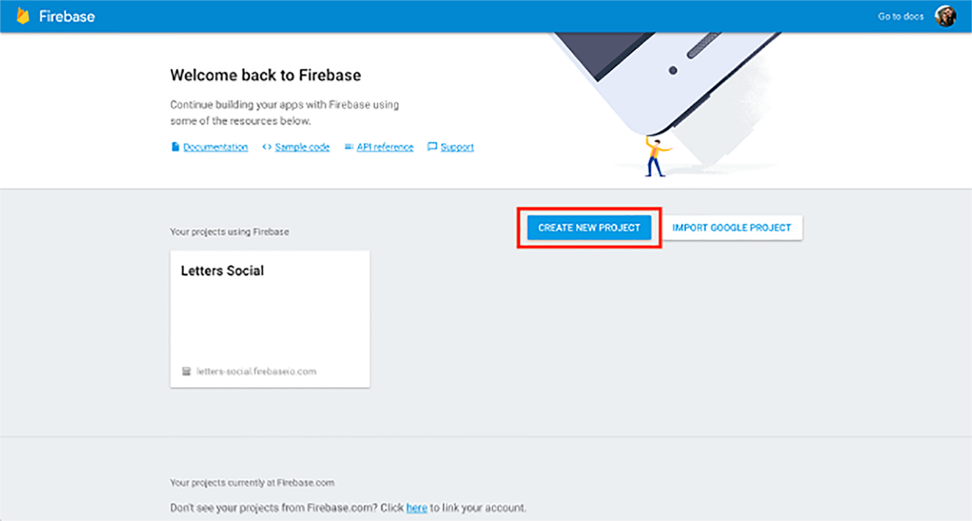 Firebase
Go to docs
Welcome back to Firebase
Continue building your apps with Firebase using
some of the resources below.
Documentation
Sample code
API reference
Support
Your projects using Firebase
CREATE NEW PROJECT
IMPORT GOOGLE PROJECT
Letters Social
letters-social.firebaseio.com
Your projects currently at Firebase.com
Don't see your projects from Firebase.com? Click here to link your account.